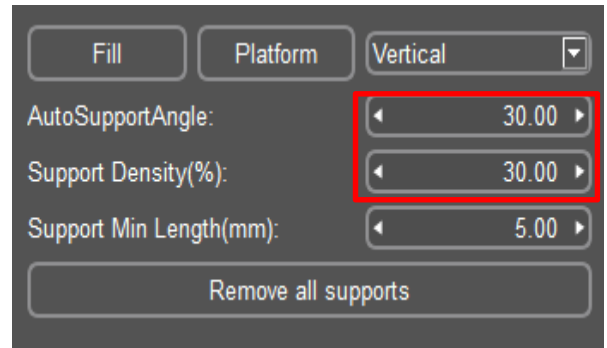 Fill Platform Vertical
AutoSupportAngle: 30.00
Support Density(%): 30.00
Support Min Length(mm): 5.00
Remove all supports